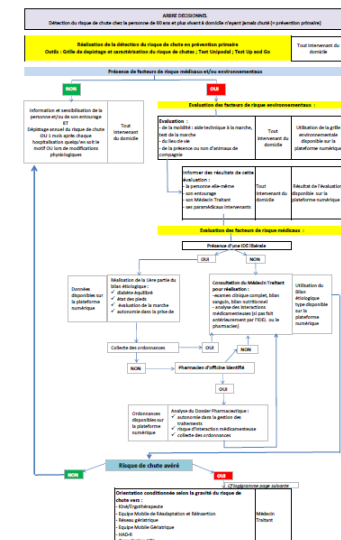 ARBRE DECISIONNEL
Détection du risque de chute chez la personne de 60 ans et plus vivant à domicile n'ayant jamais chuté (= prévention primaire)
Réalisation de la détection du risque de chute en prévention primaire
Outils : Grille de dépistage et caractérisation du risque de chutes ; Test Unipodal ; Test Up and Go
Tout intervenant du
domicile
Présence de facteurs de risque médicaux et/ou environnementaux
NON
OUI
Information et sensibilisation de la
personne et/ou de son entourage
ET
Dépistage annuel du risque de chute
OU 1 mois après chaque
hospitalisation quelqu'en soit le
motif OU lors de modifications
physiologiques
Tout
intervenant
du
domicile
Evaluation des facteurs de risque environnementaux :
Evaluation :
- de la mobilité : aide technique à la marche,
test de la marche
- du lieu de vie
- de la présence ou non d'animaux de
compagnie
Tout
intervenant du
domicile
Utilisation de la grille
environnementale
disponible sur la
plateforme numérique
Informer des résultats de cette
évaluation :
- la personne elle-même
- son entourage
- son Médecin Traitant
- ses paramédicaux intervenants
Tout
intervenant du
domicile
Résultat de l'évaluation
disponible sur la
plateforme numérique
Evaluation des facteurs de risque médicaux :
Présence d'une IDE libérale
OUI
NON
Données
disponibles sur
la plateforme
numérique
Réalisation de la 1ère partie du
bilan étiologique :
✓ diabète équilibré
✓ état des pieds
✓ évaluation de la marche
✓ autonomie dans la prise de
Consultation du Médecin Traitant
pour réalisation :
-examen clinique complet, bilan
sanguin, bilan nutritionnel
- analyse des interactions
médicamenteuses (si pas fait
antérieurement par l'IDEL ou le
pharmacien)
Utilisation du
bilan
étiologique
type disponible
sur la
plateforme
numérique
Collecte des ordonnances
OUI
NON
NON
Pharmacien d'officine identifié
OUI
Ordonnances
disponibles sur
la plateforme
numérique
Analyse du Dossier Pharmaceutique :
✓ autonomie dans la gestion des
traitements
✓ risque d'interaction médicamenteuse
✓ collecte des ordonnances
Risque de chute avéré
NON
OUI
Cf logigramme page suivante
Orientation conditionnée selon la gravité du risque de
chute vers :
- Kiné/Ergothérapeute
- Equipe Mobile de Réadaptation et Réinsertion
- Réseau gériatrique
- Equipe Mobile Gériatrique
- HAD-R
Médecin
Traitant